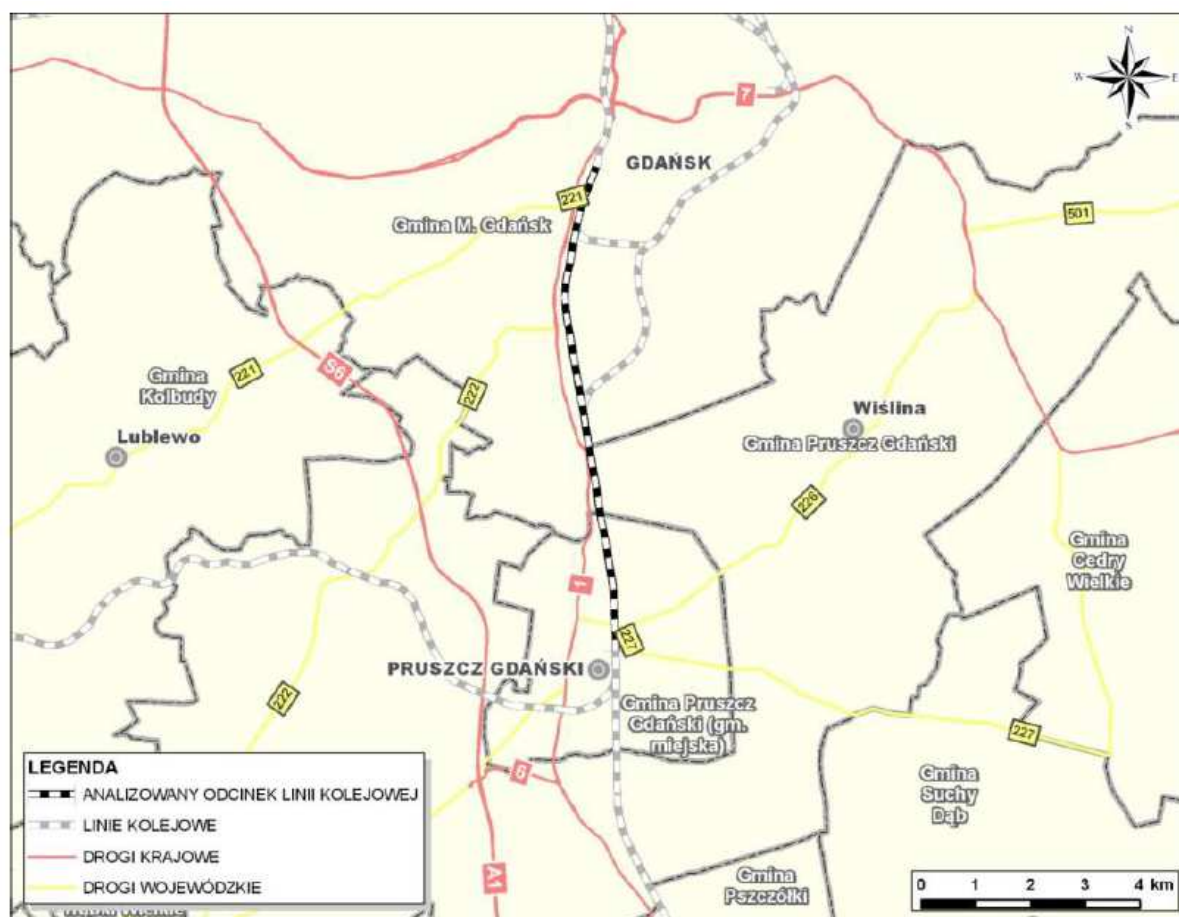 N
W
E
S
7
GDAŃSK
221
Gmina M. Gdańsk
501
S6
Gmina
Kolbudy
221
222
Wiślina
Lublewo
Gmina Pruszcz Gdański
226
Gmina
Cedry
Wielkie
1
227
PRUSZCZ GDAŃSKI
222
Gmina Pruszcz
Gdański (gm.
miejska)
227
6
Gmina
Suchy
Dąb
A1
Gmina
Pszczółki
LEGENDA
ANALIZOWANY ODCINEK LINII KOLEJOWEJ
LINIE KOLEJOWE
DROGI KRAJOWE
DROGI WOJEWÓDZKIE
0 1 2 3 4 km